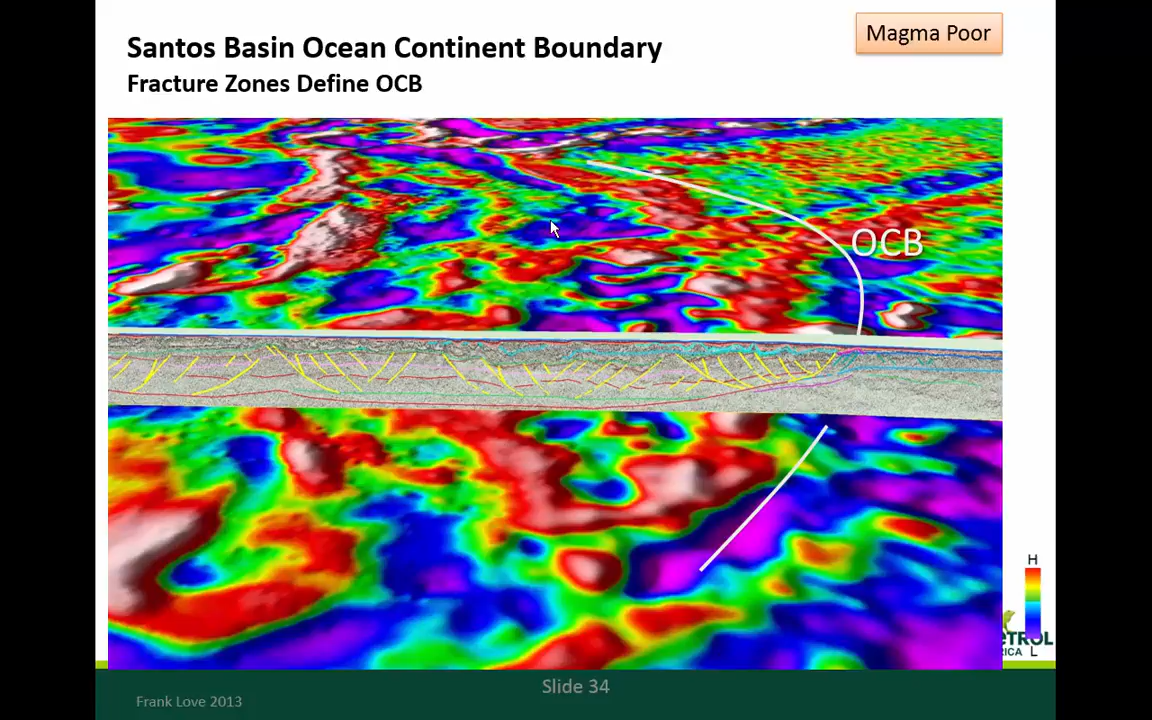 Santos Basin Ocean Continent Boundary
Magma Poor
Fracture Zones Define OCB
OCB
H
L
Slide 34
Frank Love 2013